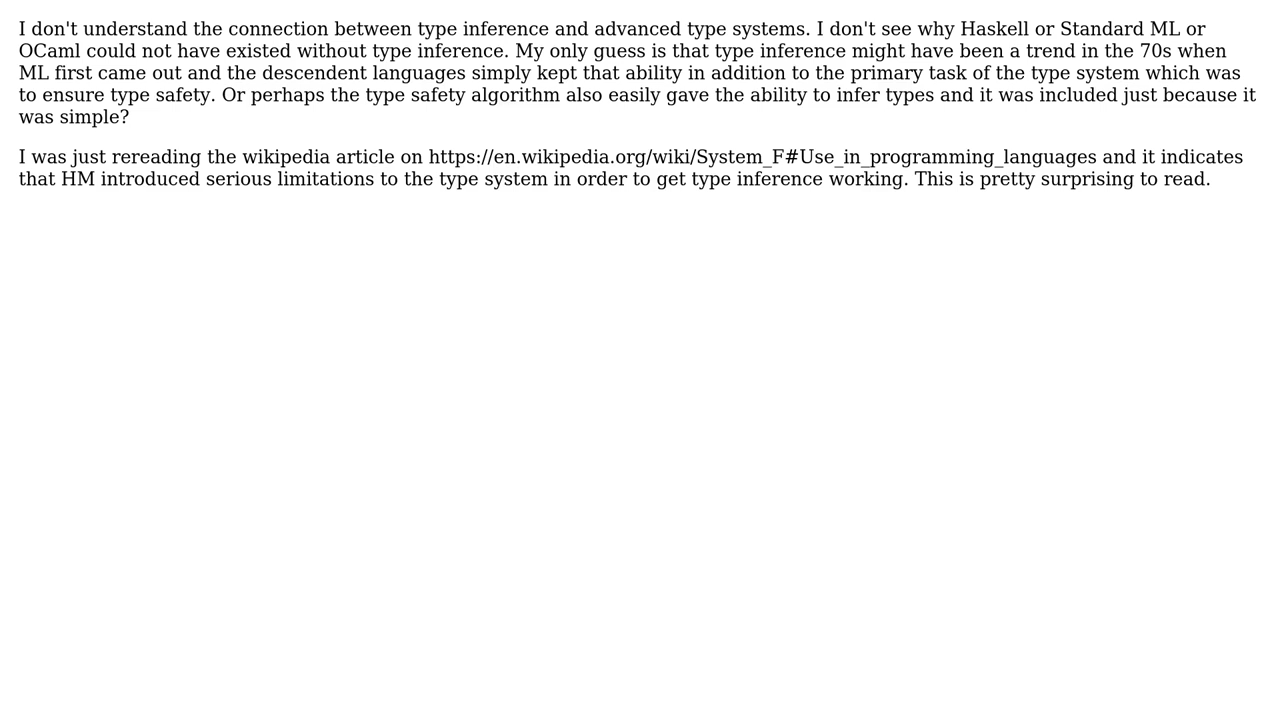 I don't understand the connection between type inference and advanced type systems. I don't see why Haskell or Standard ML or
OCaml could not have existed without type inference. My only guess is that type inference might have been a trend in the 70s when
ML first came out and the descendent languages simply kept that ability in addition to the primary task of the type system which was
to ensure type safety. Or perhaps the type safety algorithm also easily gave the ability to infer types and it was included just because it
was simple?
I was just rereading the wikipedia article on https://en.wikipedia.org/wiki/System_F#Use_in_programming_languages and it indicates
that HM introduced serious limitations to the type system in order to get type inference working. This is pretty surprising to read.